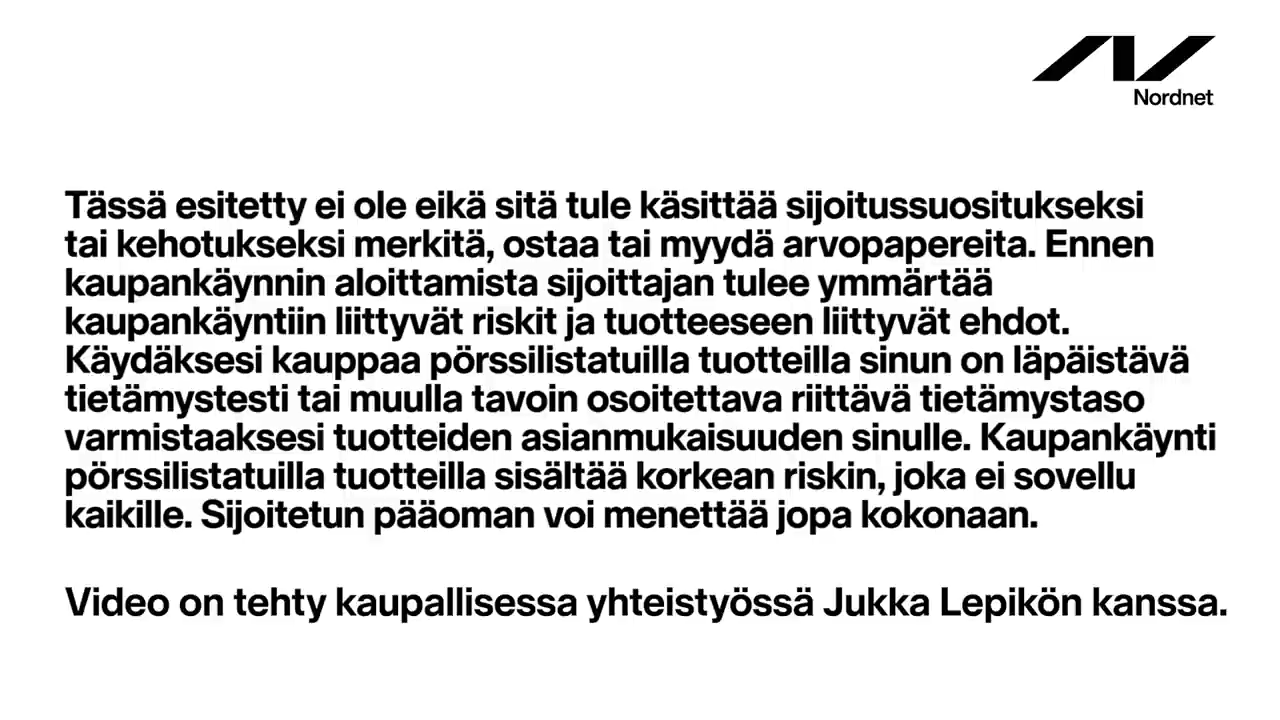 Nordnet
Tässä esitetty ei ole eikä sitä tule käsittää sijoitussuositukseksi
tai kehotukseksi merkitä, ostaa tai myydä arvopapereita. Ennen
kaupankäynnin aloittamista sijoittajan tulee ymmärtää
kaupankäyntiin liittyvät riskit ja tuotteeseen liittyvät ehdot.
Käydäksesi kauppaa pörssilistatuilla tuotteilla sinun on läpäistävä
tietämystesti tai muulla tavoin osoitettava riittävä tietämystaso
varmistaaksesi tuotteiden asianmukaisuuden sinulle. Kaupankäynti
pörssilistatuilla tuotteilla sisältää korkean riskin, joka ei sovellu
kaikille. Sijoitetun pääoman voi menettää jopa kokonaan.
Video on tehty kaupallisessa yhteistyössä Jukka Lepikön kanssa.